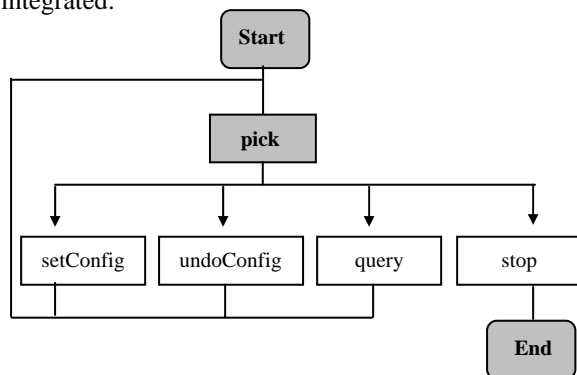 integrated.
Start
pick
setConfig undoConfig query stop
End